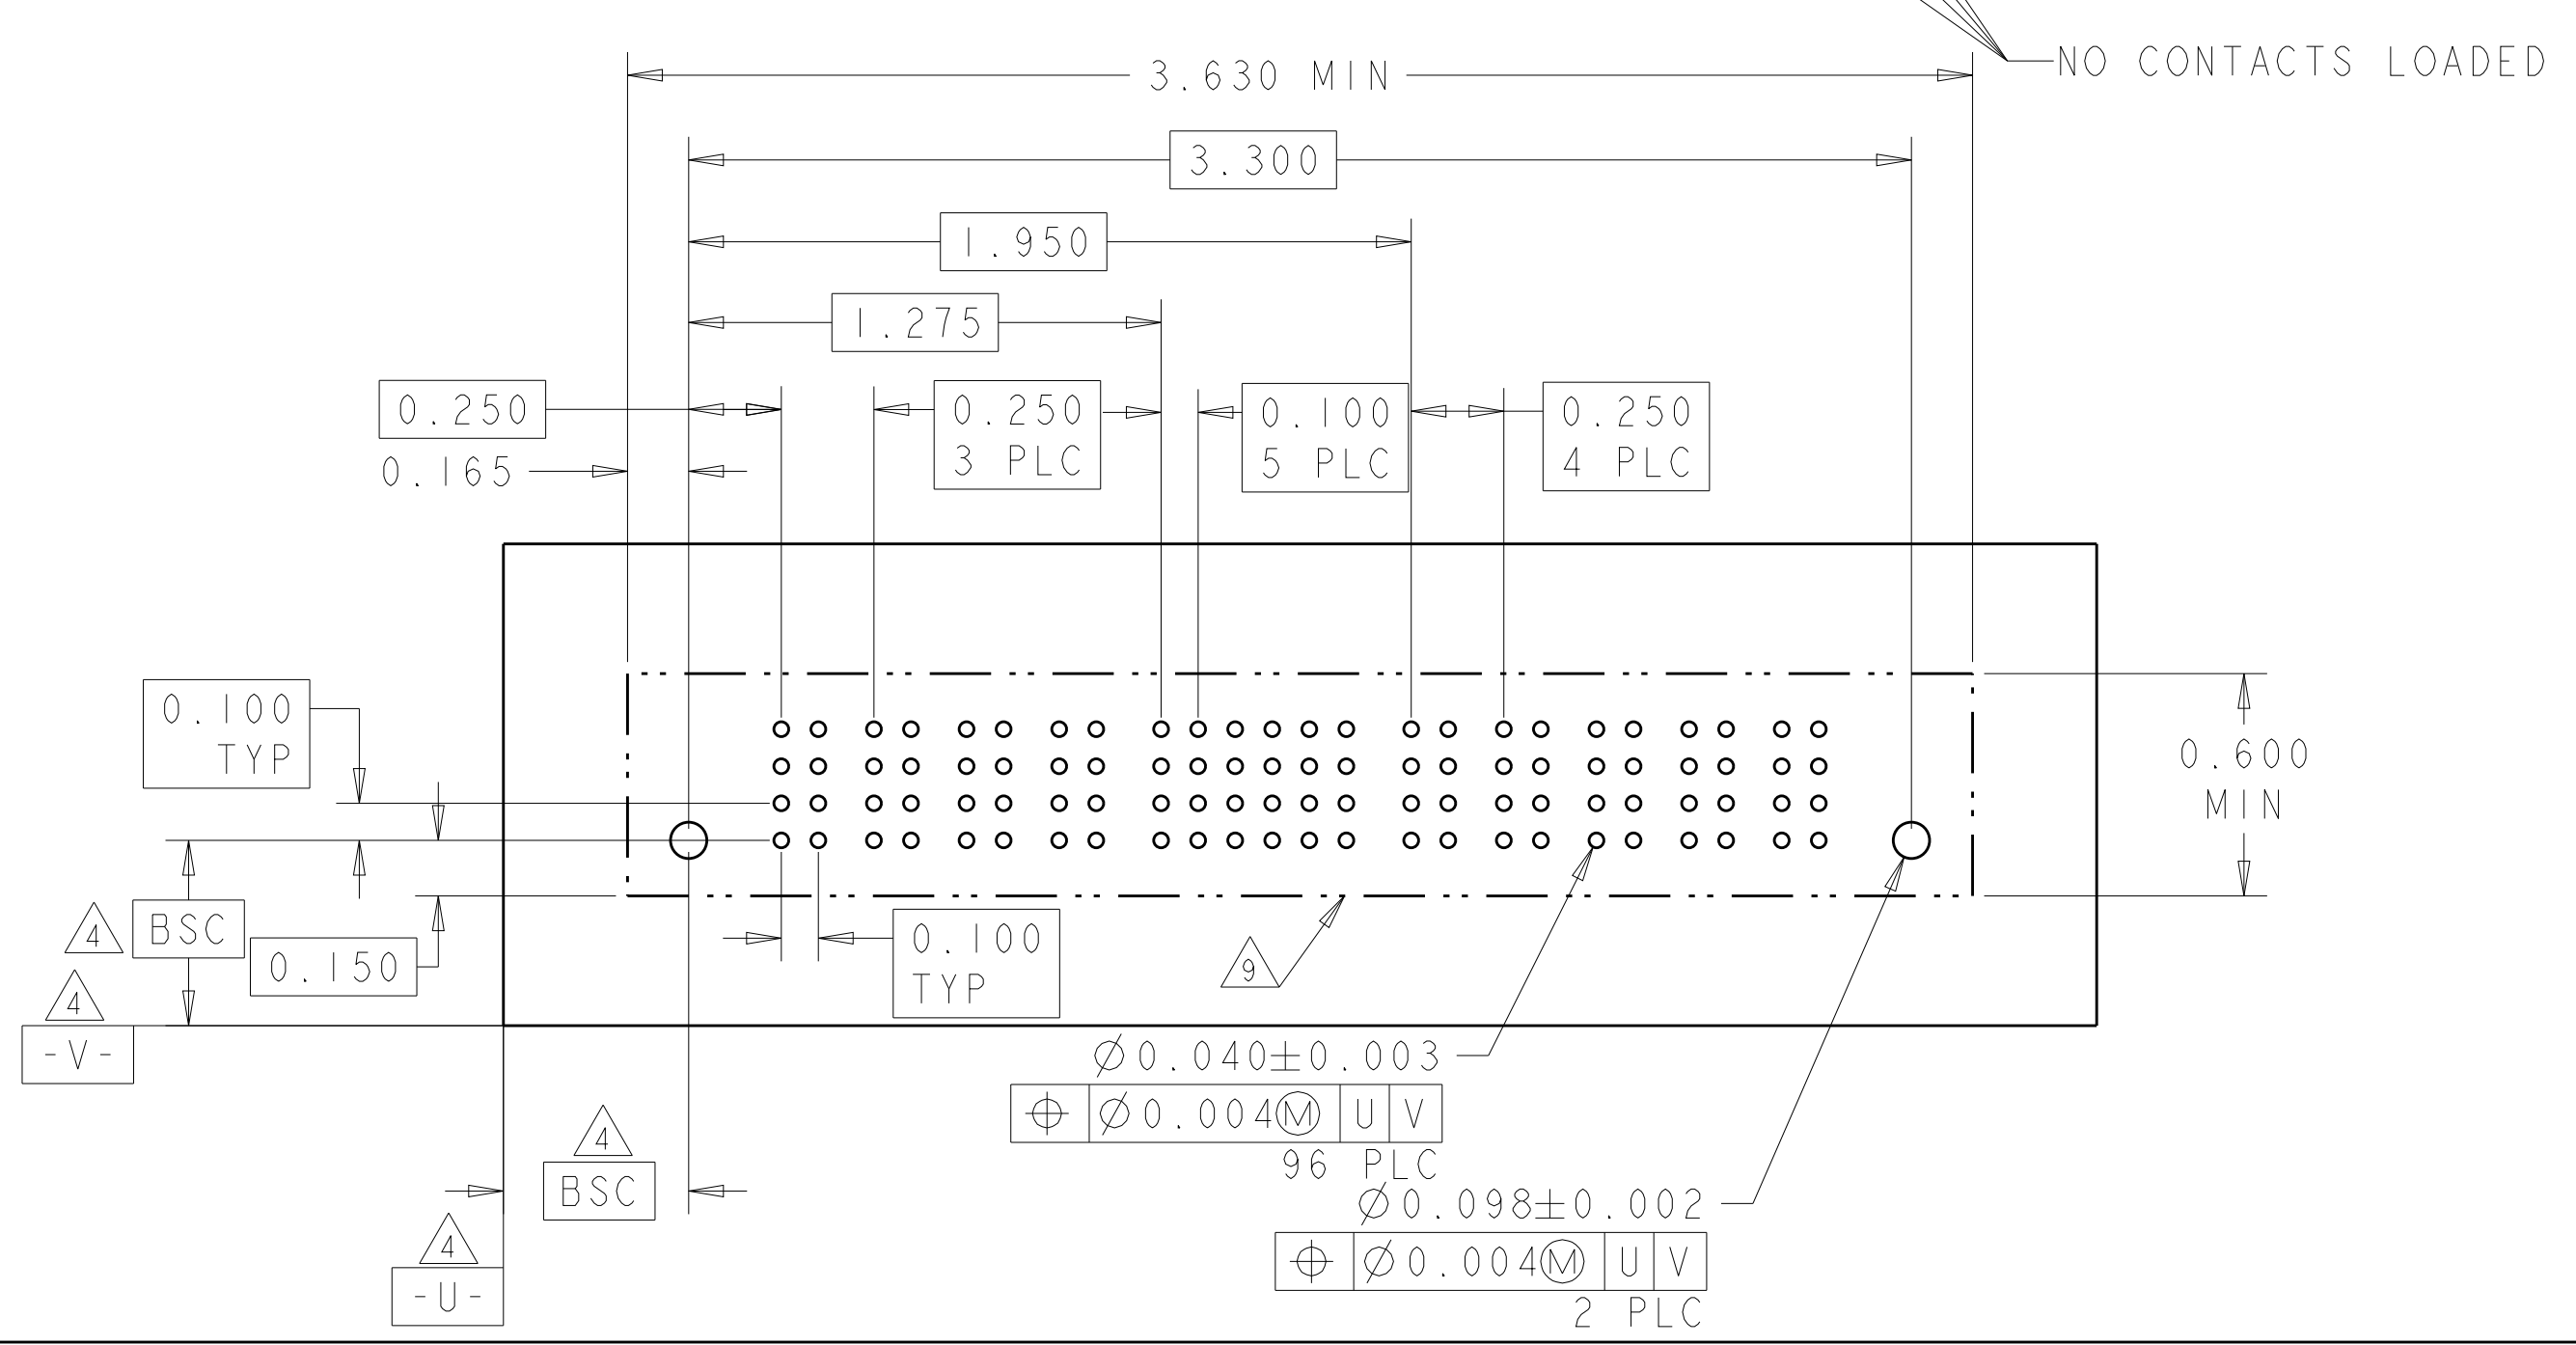 NO CONTACTS LOADED
3.630 MIN
3.300
1.950
1.275
0.250
0.250
3 PLC
0.100
5 PLC
0.250
4 PLC
0.165
0.100
TYP
0.600
MIN
4
BSC
0.150
4
-V-
0.100
TYP
9
Ø0.040±0.003
⌖ Ø0.004Ⓜ U V
96 PLC
4
BSC
Ø0.098±0.002
⌖ Ø0.004Ⓜ U V
2 PLC
4
-U-